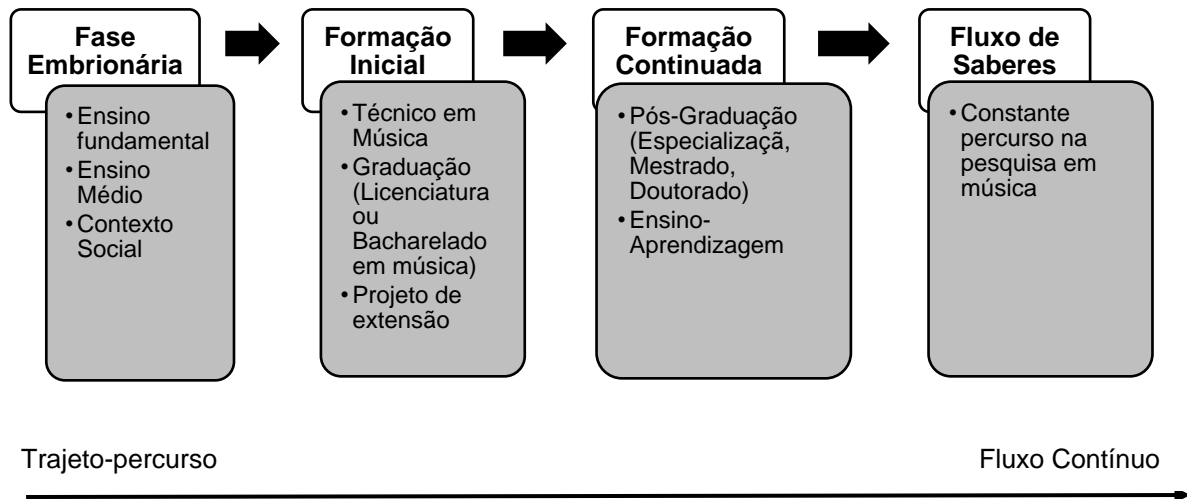 Fase
Embrionária
• Ensino
fundamental
• Ensino
Médio
• Contexto
Social
Formação
Inicial
• Técnico em
Música
• Graduação
(Licenciatura
ou
Bacharelado
em música)
• Projeto de
extensão
Formação
Continuada
• Pós-Graduação
(Especializaçã,
Mestrado,
Doutorado)
• Ensino-
Aprendizagem
Fluxo de
Saberes
• Constante
percurso na
pesquisa em
música
Trajeto-percurso
Fluxo Contínuo